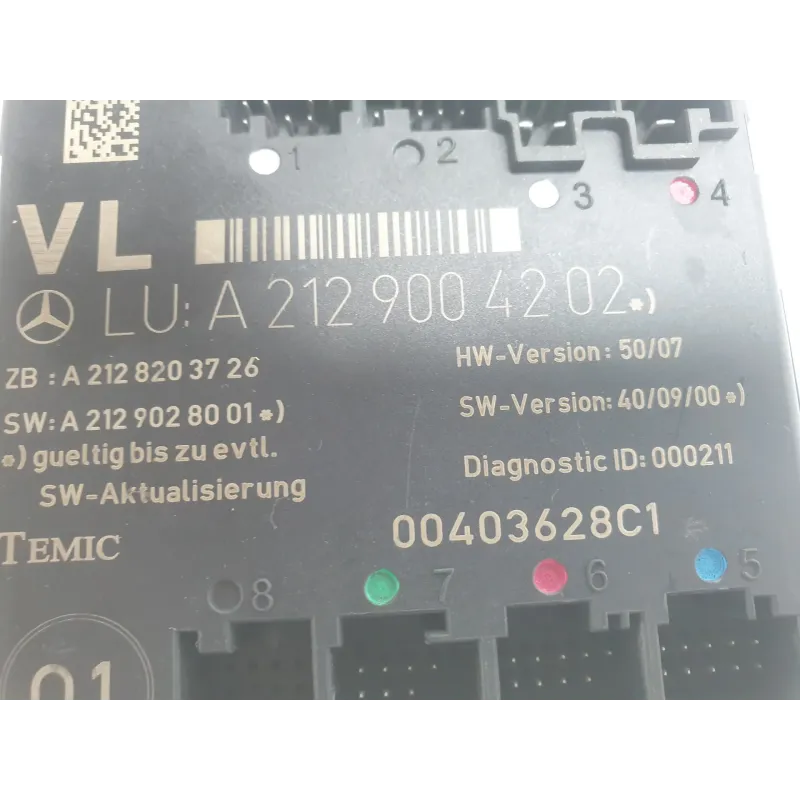 1
2
3
4
VL
LU: A 212 900 42 02*)
ZB : A 212 820 37 26
HW-Version: 50/07
SW: A 212 902 80 01*)
SW-Version: 40/09/00*)
*) gueltig bis zu evtl.
SW-Aktualisierung
Diagnostic ID: 000211
TEMIC
00403628C1
8
7
6
5
01